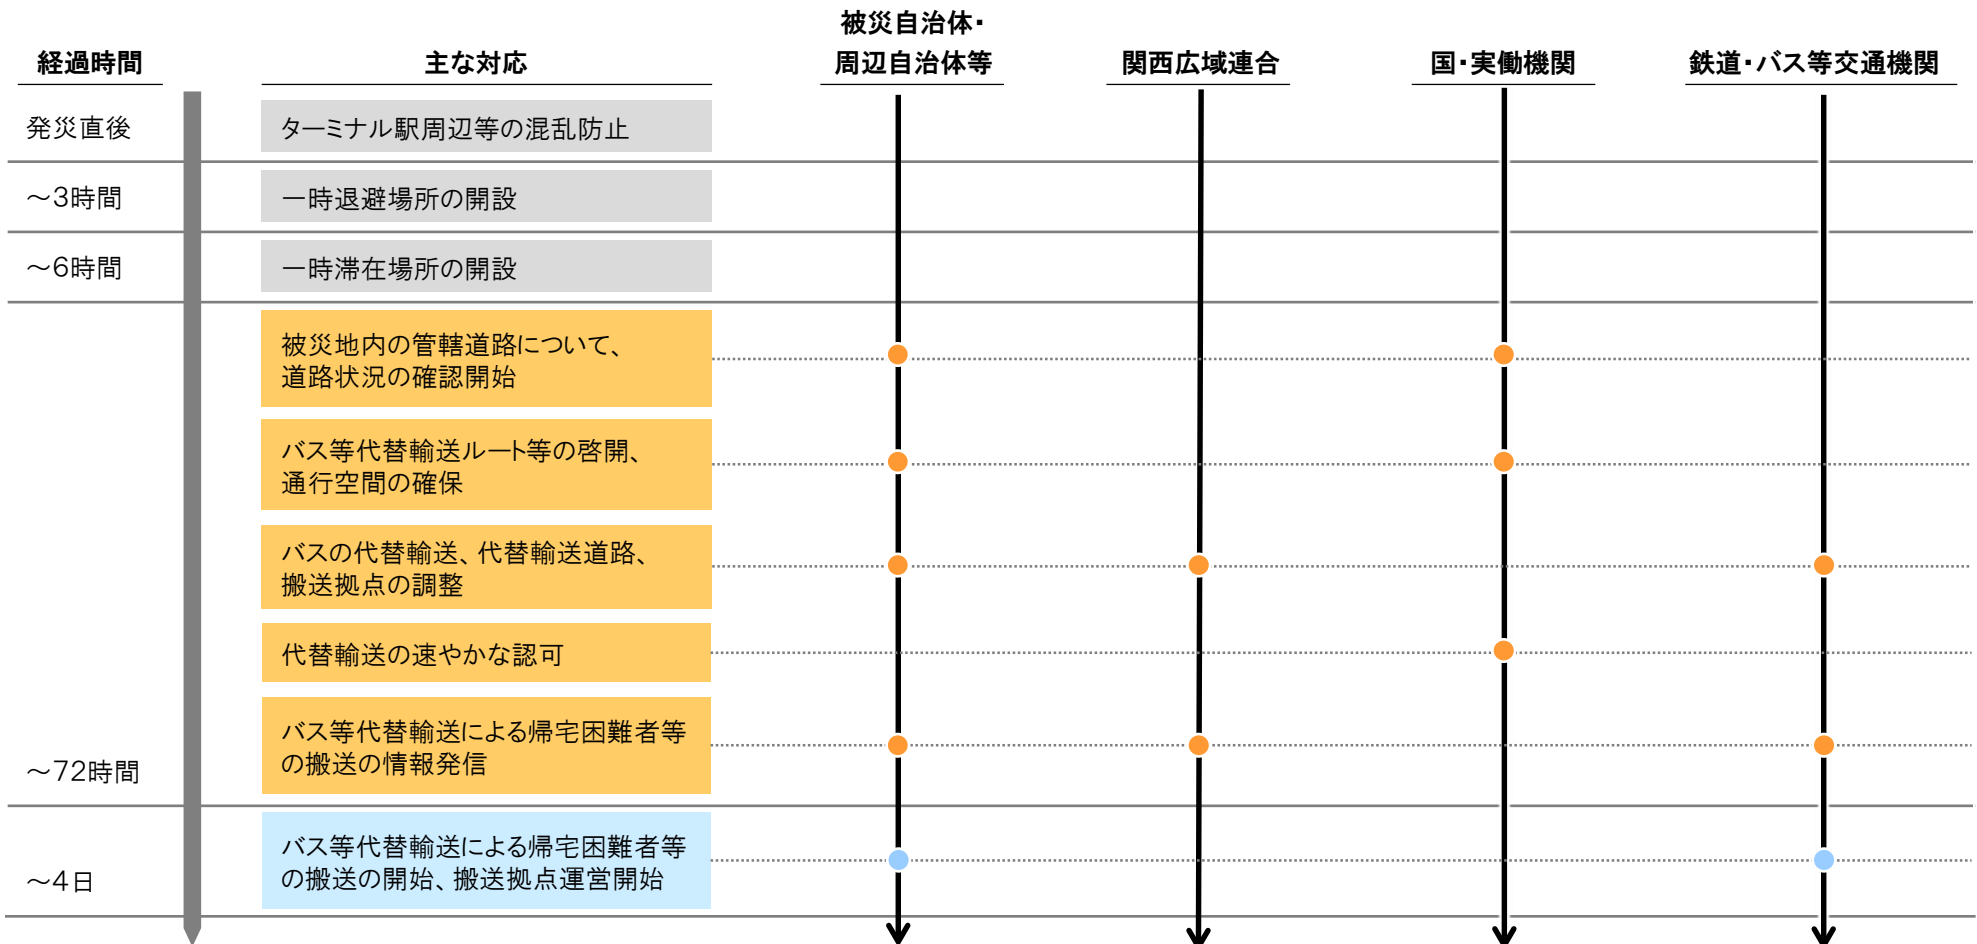 経過時間
主な対応
被災自治体・
周辺自治体等
関西広域連合
国・実働機関
鉄道・バス等交通機関
発災直後
ターミナル駅周辺等の混乱防止
～3時間
一時退避場所の開設
～6時間
一時滞在場所の開設
被災地内の管轄道路について、
道路状況の確認開始
バス等代替輸送ルート等の啓開、
通行空間の確保
バスの代替輸送、代替輸送道路、
搬送拠点の調整
代替輸送の速やかな認可
バス等代替輸送による帰宅困難者等
の搬送の情報発信
～72時間
バス等代替輸送による帰宅困難者等
の搬送の開始、搬送拠点運営開始
～4日